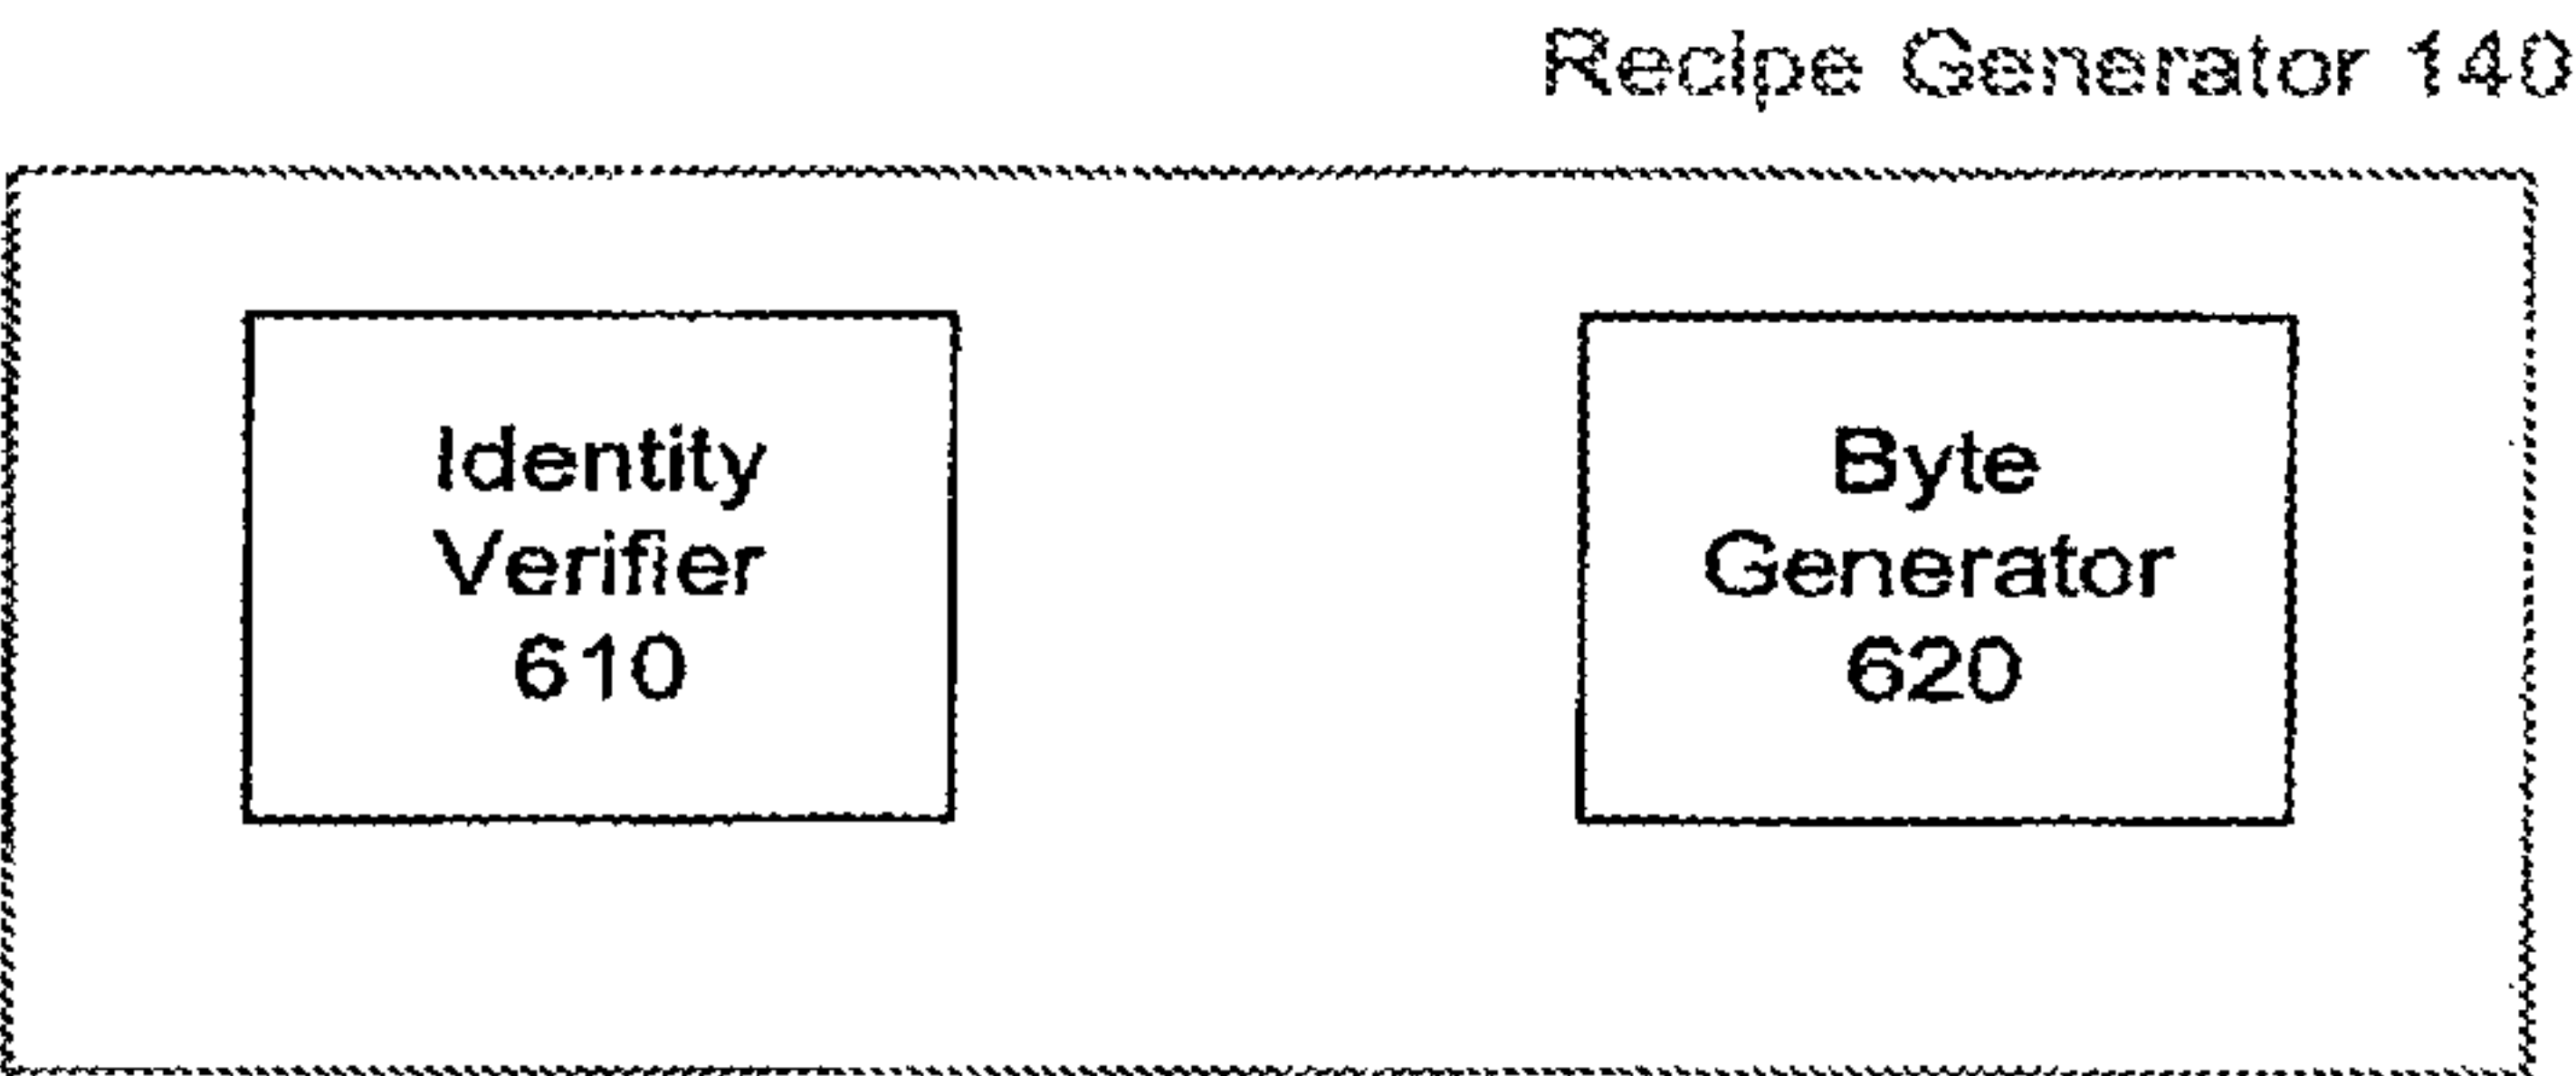 Recipe Generator 140
Identity
Verifier
610
Byte
Generator
620